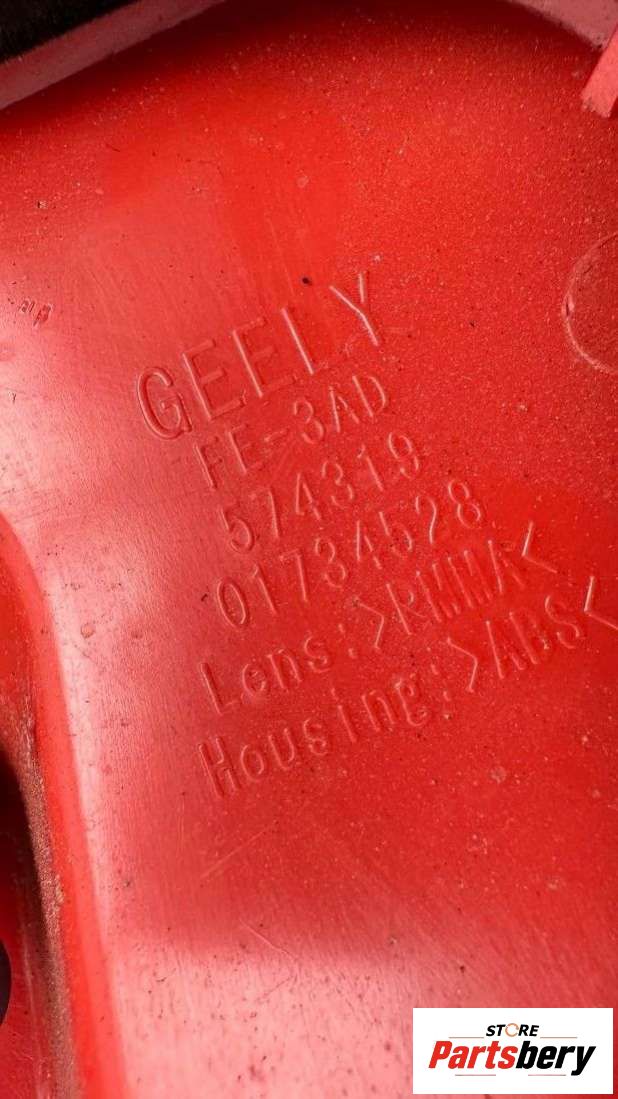 GEELY
FE-3AD
574319
01734528
Lens:>PMMA<
Housing:>ABS<
STORE
Partsbery